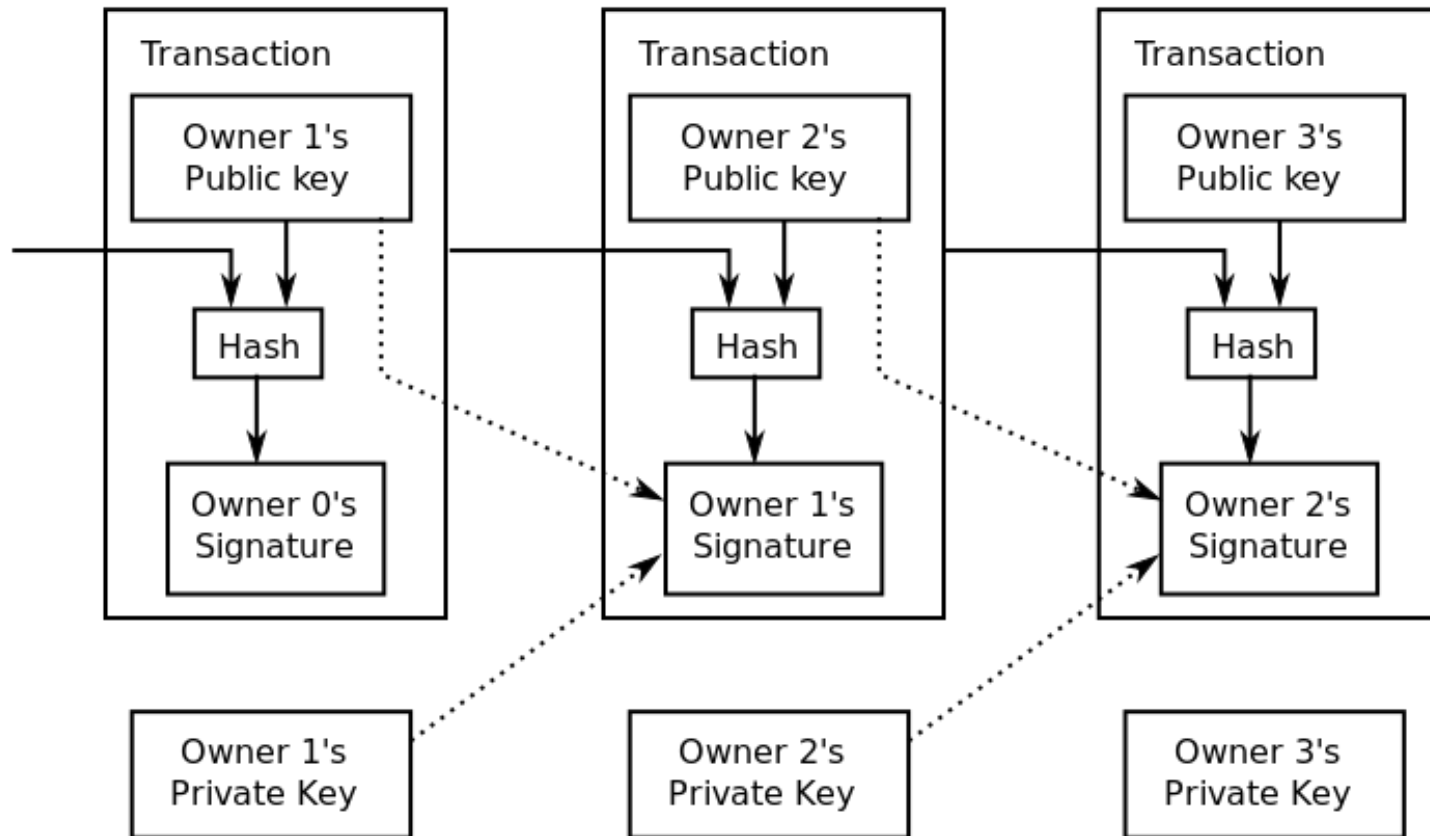 Transaction
Owner 1's
Public key
Hash
Owner 0's
Signature
Transaction
Owner 2's
Public key
Hash
Owner 1's
Signature
Transaction
Owner 3's
Public key
Hash
Owner 2's
Signature
Owner 1's
Private Key
Owner 2's
Private Key
Owner 3's
Private Key